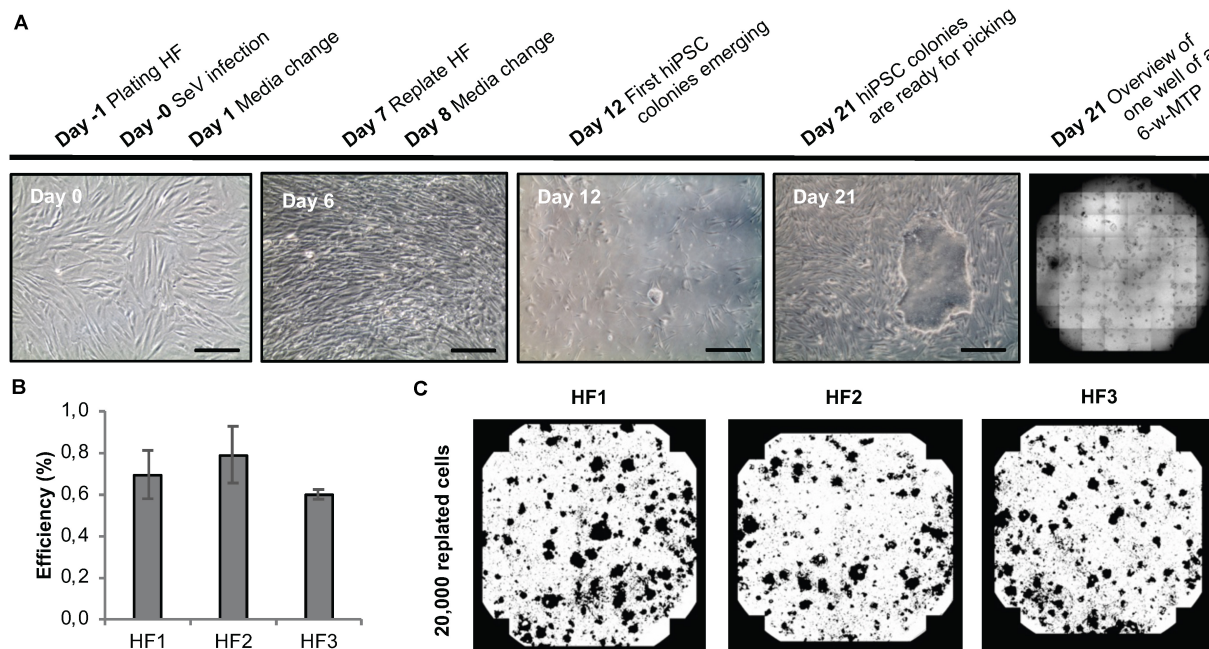 A
Day -1 Plating HF
Day -0 SeV infection
Day 1 Media change
Day 7 Replate HF
Day 8 Media change
Day 12 First hiPSC
colonies emerging
Day 21 hiPSC colonies
are ready for picking
Day 21 Overview of
one well of a
6-w-MTP
Day 0
Day 6
Day 12
Day 21
B
Efficiency (%)
1,0
0,8
0,6
0,4
0,2
0,0
HF1
HF2
HF3
C
HF1
HF2
HF3
20,000 replated cells